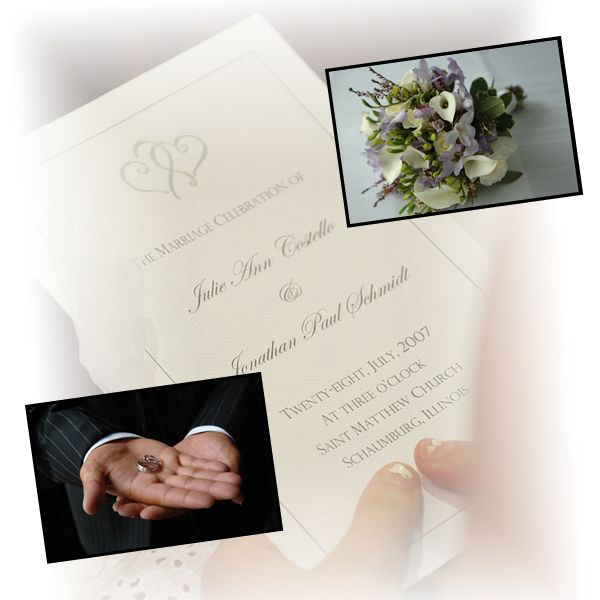 THE MARRIAGE CELEBRATION OF
Julie Ann Costello
&
Jonathan Paul Schmidt
TWENTY-EIGHT, JULY, 2007
AT THREE O'CLOCK
SAINT MATTHEW CHURCH
SCHAUMBURG, ILLINOIS